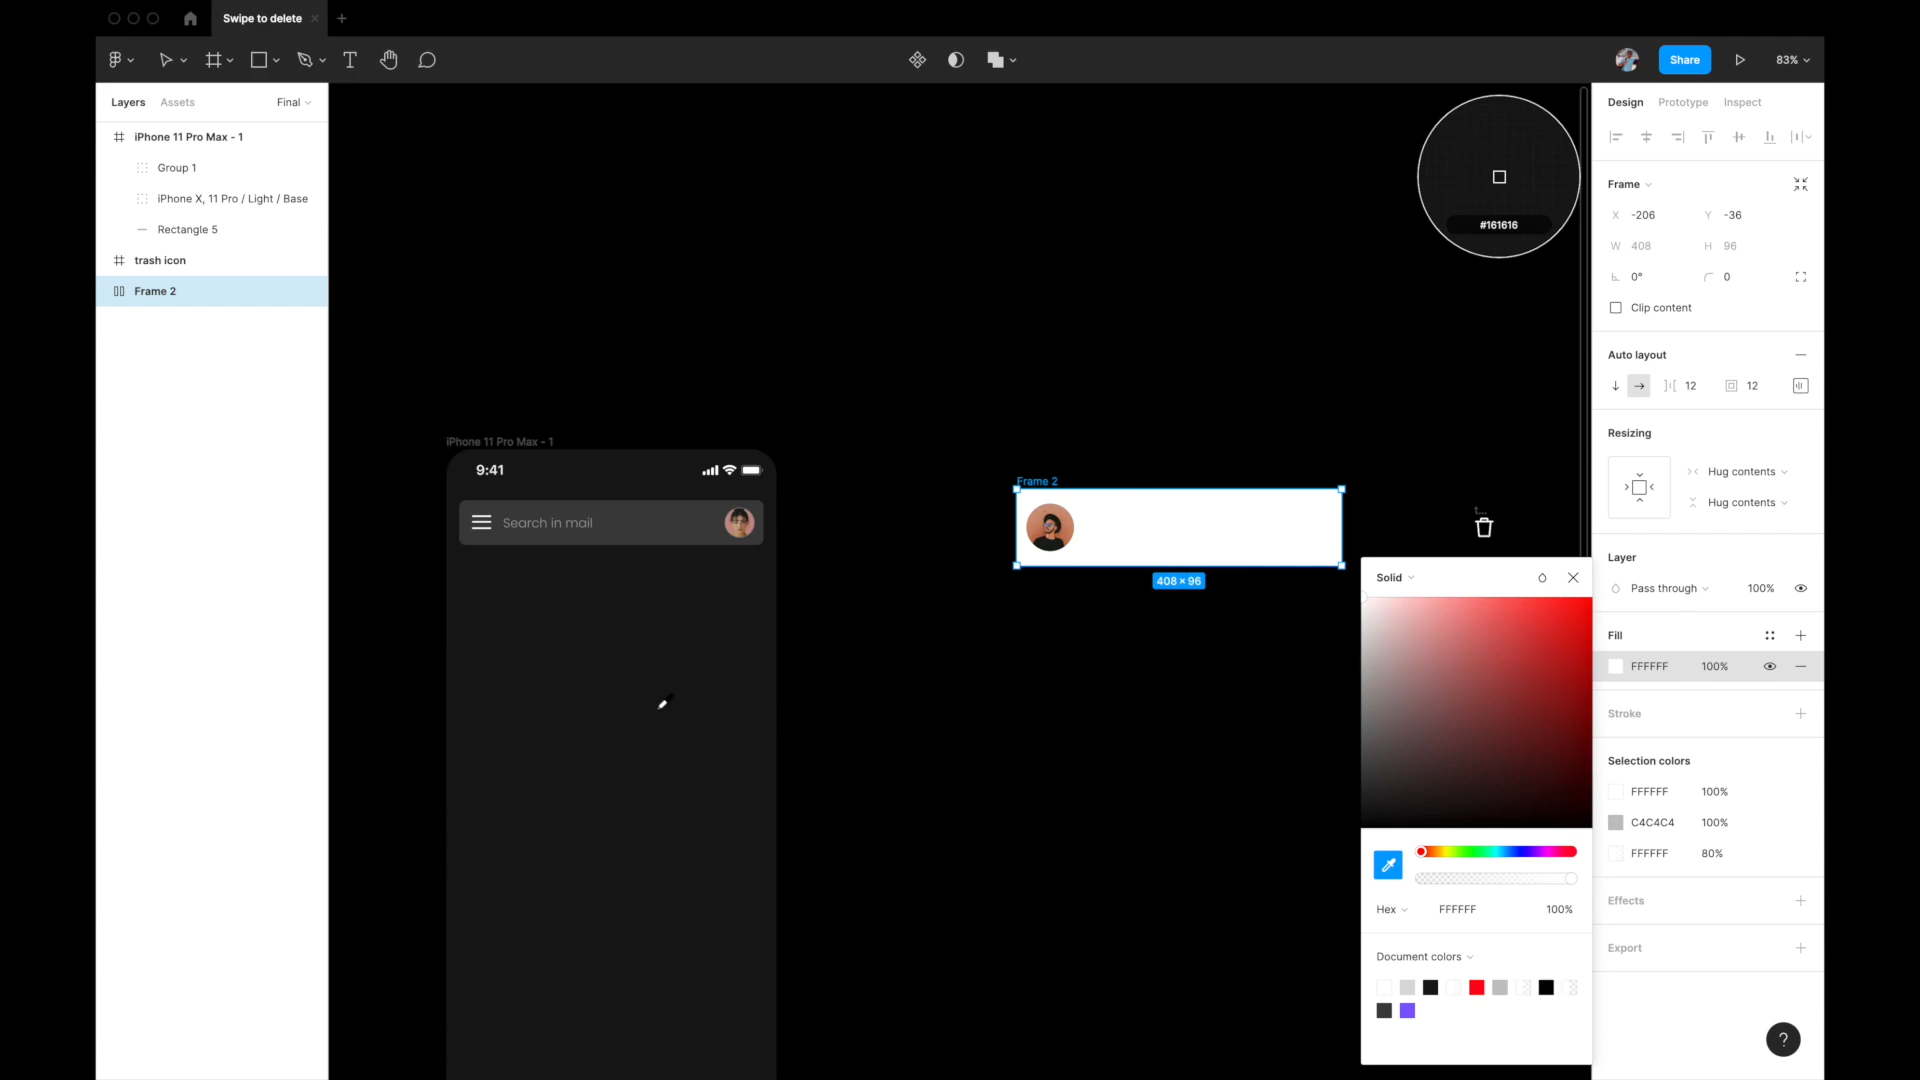 Swipe to delete
Share
83%
Layers
Assets
Final
iPhone 11 Pro Max - 1
Group 1
iPhone X, 11 Pro / Light / Base
Rectangle 5
trash icon
Frame 2
#161616
iPhone 11 Pro Max - 1
9:41
Search in mail
Frame 2
408 × 96
t...
Solid
Hex
FFFFFF
100%
Document colors
Design
Prototype
Inspect
Frame
X -206
Y -36
W 408
H 96
0°
0
Clip content
Auto layout
12
12
Resizing
Hug contents
Hug contents
Layer
Pass through
100%
Fill
FFFFFF
100%
Stroke
Selection colors
FFFFFF
100%
C4C4C4
100%
FFFFFF
80%
Effects
Export
?